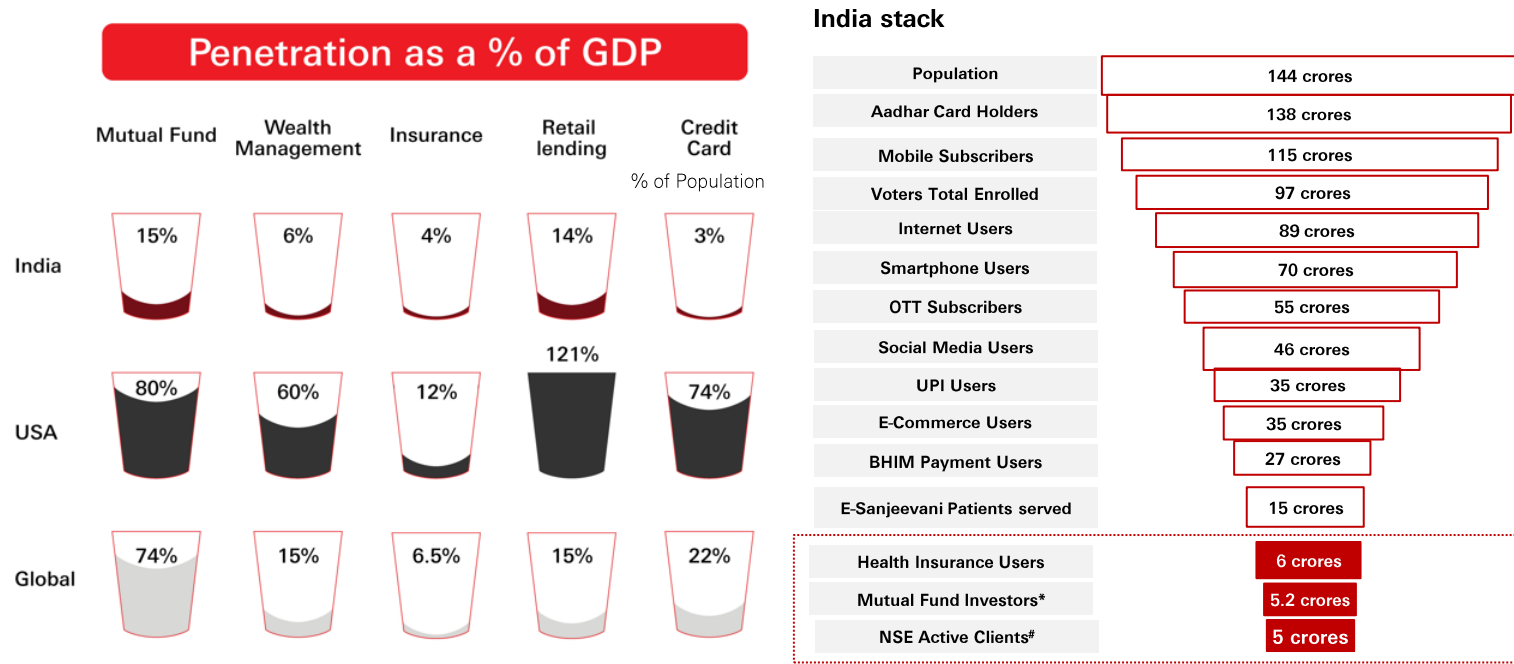 Penetration as a % of GDP
Mutual Fund
Wealth
Management
Insurance
Retail
lending
Credit
Card
% of Population
India
15%
6%
4%
14%
3%
USA
80%
60%
12%
121%
74%
Global
74%
15%
6.5%
15%
22%
India stack
Population
144 crores
Aadhar Card Holders
138 crores
Mobile Subscribers
115 crores
Voters Total Enrolled
97 crores
Internet Users
89 crores
Smartphone Users
70 crores
OTT Subscribers
55 crores
Social Media Users
46 crores
UPI Users
35 crores
E-Commerce Users
35 crores
BHIM Payment Users
27 crores
E-Sanjeevani Patients served
15 crores
Health Insurance Users
6 crores
Mutual Fund Investors*
5.2 crores
NSE Active Clients#
5 crores